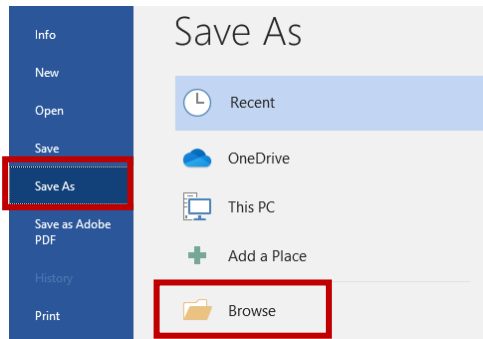 Info
New
Open
Save
Save As
Save as Adobe
PDF
History
Print
Save As
Recent
OneDrive
This PC
Add a Place
Browse